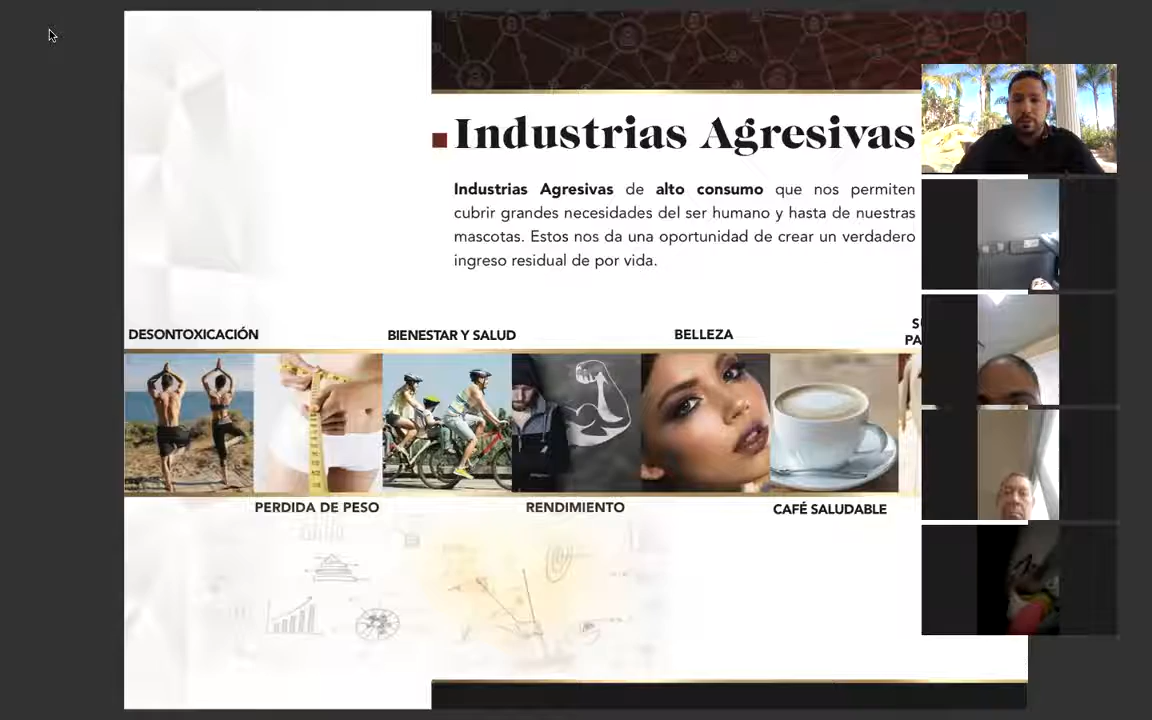 Industrias Agresivas
Industrias Agresivas de alto consumo que nos permiten
cubrir grandes necesidades del ser humano y hasta de nuestras
mascotas. Estos nos da una oportunidad de crear un verdadero
ingreso residual de por vida.
DESONTOXICACIÓN
BIENESTAR Y SALUD
BELLEZA
PERDIDA DE PESO
RENDIMIENTO
CAFÉ SALUDABLE